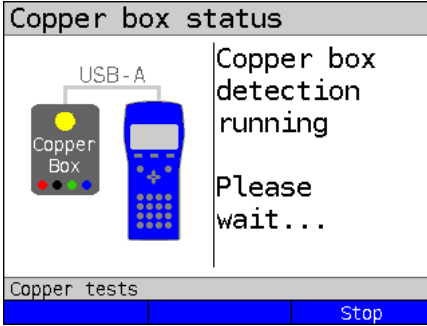 Copper box status
USB-A
Copper
Box
Copper box
detection
running
Please
wait...
Copper tests
Stop